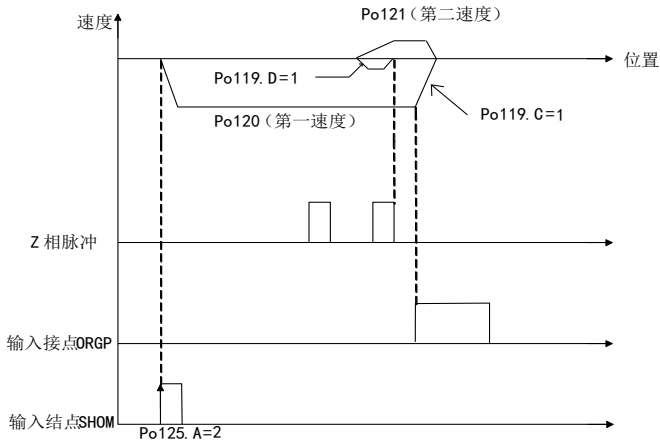 Po121（第二速度）
速度
位置
Po119.D=1
Po120（第一速度）
Po119.C=1
Z 相脉冲
输入接点ORGP
输入结点SHOM
Po125.A=2